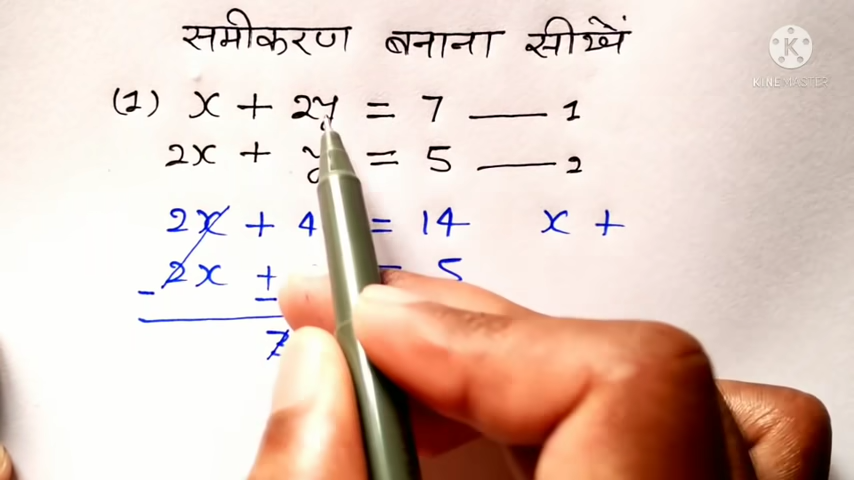 समीकरण बनाना सीखें
K
KINEMASTER
(1) x + 2y = 7 — 1
2x + y = 5 — 2
2x + 4 = 14 x +
- 2x + = 5
-
7